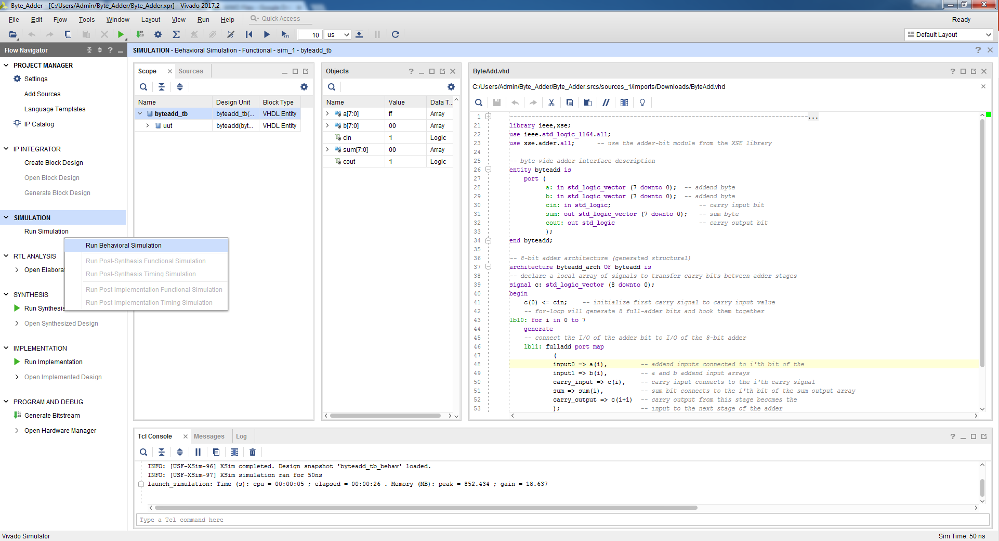 Byte_Adder - [C:/Users/Admin/Byte_Adder/Byte_Adder.xpr] - Vivado 2017.2
File Edit Flow Tools Window Layout View Run Help Quick Access
Ready
10 us
Default Layout
Flow Navigator
SIMULATION - Behavioral Simulation - Functional - sim_1 - byteadd_tb
PROJECT MANAGER
Settings
Add Sources
Language Templates
IP Catalog
IP INTEGRATOR
Create Block Design
Open Block Design
Generate Block Design
SIMULATION
Run Simulation
Run Behavioral Simulation
Run Post-Synthesis Functional Simulation
Run Post-Synthesis Timing Simulation
Run Post-Implementation Functional Simulation
Run Post-Implementation Timing Simulation
RTL ANALYSIS
Open Elabora
SYNTHESIS
Run Synthesis
Open Synthesized Design
IMPLEMENTATION
Run Implementation
Open Implemented Design
PROGRAM AND DEBUG
Generate Bitstream
Open Hardware Manager
Scope Sources
Name Design Unit Block Type
byteadd_tb byteadd_tb(... VHDL Entity
uut byteadd(byt... VHDL Entity
Objects
Name Value Data T...
a[7:0] ff Array
b[7:0] 00 Array
cin 1 Logic
sum[7:0] 00 Array
cout 1 Logic
ByteAdd.vhd
C:/Users/Admin/Byte_Adder/Byte_Adder.srcs/sources_1/imports/Downloads/ByteAdd.vhd
1 ----------------------------------------------------------------------------------...
21 library ieee,xse;
22 use ieee.std_logic_1164.all;
23 use xse.adder.all; -- use the adder-bit module from the XSE library
24
25 -- byte-wide adder interface description
26 entity byteadd is
27 port (
28 a: in std_logic_vector (7 downto 0); -- addend byte
29 b: in std_logic_vector (7 downto 0); -- addend byte
30 cin: in std_logic; -- carry input bit
31 sum: out std_logic_vector (7 downto 0); -- sum byte
32 cout: out std_logic -- carry output bit
33 );
34 end byteadd;
35
36 -- 8-bit adder architecture (generated structural)
37 architecture byteadd_arch OF byteadd is
38 -- declare a local array of signals to transfer carry bits between adder stages
39 signal c: std_logic_vector (8 downto 0);
40 begin
41 c(0) <= cin; -- initialize first carry signal to carry input value
42 -- for-loop will generate 8 full-adder bits and hook them together
43 lbl0: for i in 0 to 7
44 generate
45 -- connect the I/O of the adder bit to I/O of the 8-bit adder
46 lbl1: fulladd port map
47 (
48 input0 => a(i), -- addend inputs connected to i'th bit of the
49 input1 => b(i), -- a and b addend input arrays
50 carry_input => c(i), -- carry input connects to the i'th carry signal
51 sum => sum(i), -- sum bit connects to the i'th bit of the sum output array
52 carry_output => c(i+1) -- carry output from this stage becomes the
53 ); -- input to the next stage of the adder
Tcl Console Messages Log
INFO: [USF-XSim-96] XSim completed. Design snapshot 'byteadd_tb_behav' loaded.
INFO: [USF-XSim-97] XSim simulation ran for 50ns
launch_simulation: Time (s): cpu = 00:00:05 ; elapsed = 00:00:26 . Memory (MB): peak = 852.434 ; gain = 18.637
Type a Tcl command here
Vivado Simulator
Sim Time: 50 ns